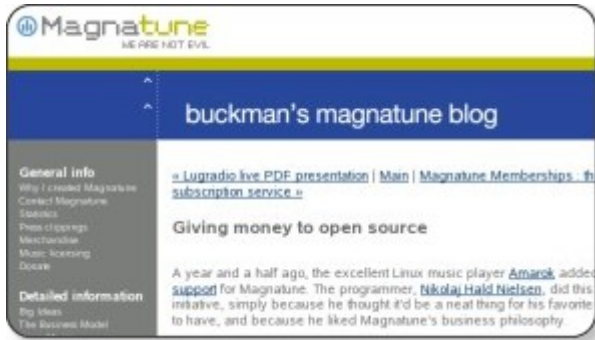 Magnatune
WE ARE NOT EVIL
buckman's magnatune blog
General info
Why I created Magnatune
Contact Magnatune
Statistics
Press clippings
Merchandise
Music licensing
Donate
Detailed information
Big Ideas
The Business Model
« Lugradio live PDF presentation | Main | Magnatune Memberships : th
subscription service »
Giving money to open source
A year and a half ago, the excellent Linux music player Amarok added
support for Magnatune. The programmer, Nikolaj Hald Nielsen, did this
initiative, simply because he thought it'd be a neat thing for his favorite
to have, and because he liked Magnatune's business philosophy.